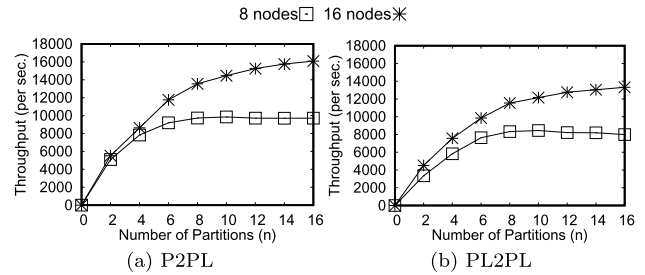 8 nodes 16 nodes
Throughput (per sec.)
18000
16000
14000
12000
10000
8000
6000
4000
2000
0
0 2 4 6 8 10 12 14 16
Number of Partitions (n)
(a) P2PL
Throughput (per sec.)
18000
16000
14000
12000
10000
8000
6000
4000
2000
0
0 2 4 6 8 10 12 14 16
Number of Partitions (n)
(b) PL2PL